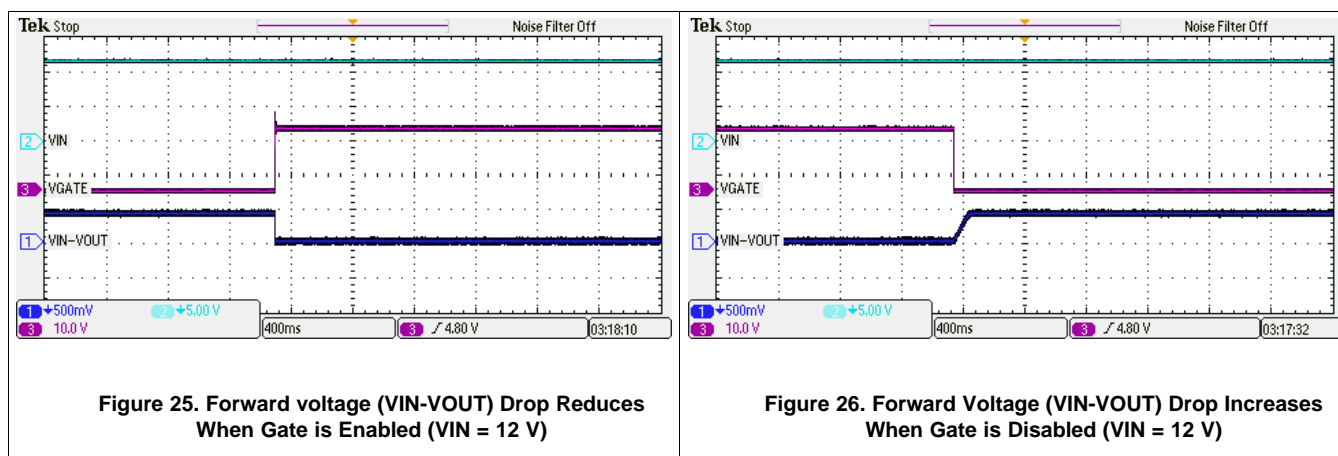 Tek Stop
Noise Filter Off
2 VIN
3 VGATE
1 VIN-VOUT
1 500mV
2 5.00 V
3 10.0 V
400ms
3 4.80 V
03:18:10
Figure 25. Forward voltage (VIN-VOUT) Drop Reduces
When Gate is Enabled (VIN = 12 V)
Tek Stop
Noise Filter Off
2 VIN
3 VGATE
1 VIN-VOUT
1 500mV
2 5.00 V
3 10.0 V
400ms
3 4.80 V
03:17:32
Figure 26. Forward Voltage (VIN-VOUT) Drop Increases
When Gate is Disabled (VIN = 12 V)